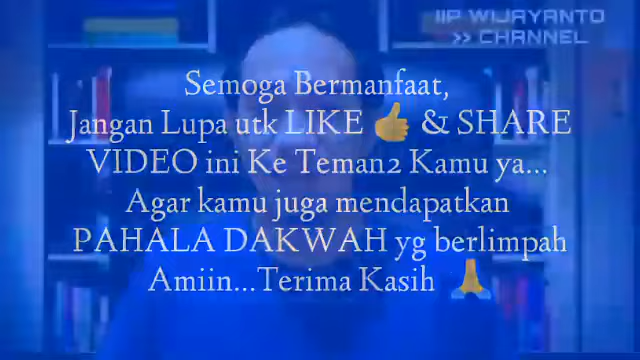 IIP WIJAYANTO
>> CHANNEL
Semoga Bermanfaat,
Jangan Lupa utk LIKE 👍 & SHARE
VIDEO ini Ke Teman2 Kamu ya...
Agar kamu juga mendapatkan
PAHALA DAKWAH yg berlimpah
Amiin...Terima Kasih 🙏